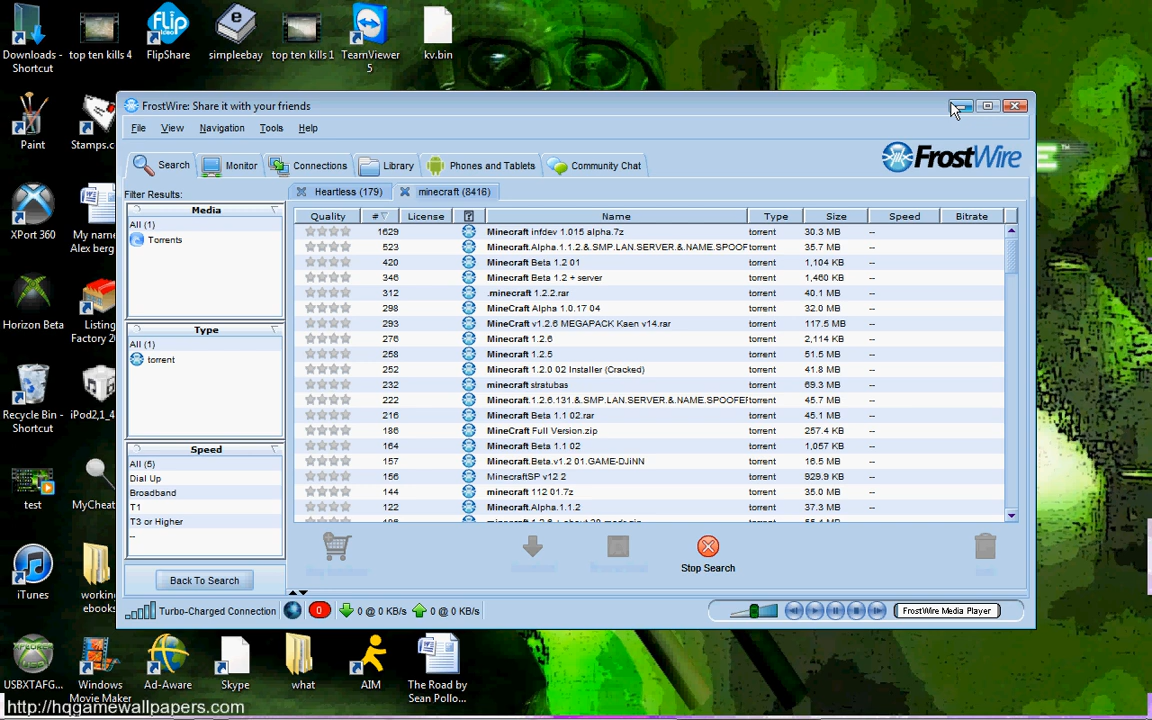 Downloads -
Shortcut
top ten kills 4
FlipShare
simpleebay
top ten kills 1
TeamViewer
5
kv.bin
Paint
Stamps.c
XPort 360
My name
Alex berg
Horizon Beta
Listing
Factory 20
Recycle Bin -
Shortcut
iPod2,1_4
test
MyCheat
iTunes
working
ebooks
USBXTAFG...
Windows
Movie Maker
Ad-Aware
Skype
what
AIM
The Road by
Sean Pollo...
http://hqgamewallpapers.com
FrostWire: Share it with your friends
File View Navigation Tools Help
FrostWire
Search Monitor Connections Library Phones and Tablets Community Chat
Filter Results:
Heartless (179) minecraft (8416)
Media
All (1)
Torrents
Type
All (1)
torrent
Speed
All (5)
Dial Up
Broadband
T1
T3 or Higher
--
Back To Search
Quality # License ? Name Type Size Speed Bitrate
1629 Minecraft infdev 1.015 alpha.7z torrent 30.3 MB --
523 Minecraft.Alpha.1.1.2.&.SMP.LAN.SERVER.&.NAME.SPOOF torrent 35.7 MB --
420 Minecraft Beta 1.2 01 torrent 1,104 KB --
346 Minecraft Beta 1.2 + server torrent 1,460 KB --
312 .minecraft 1.2.2.rar torrent 40.1 MB --
298 MineCraft Alpha 1.0.17 04 torrent 32.0 MB --
293 MineCraft v1.2.6 MEGAPACK Kaen v14.rar torrent 117.5 MB --
276 Minecraft 1.2.6 torrent 2,114 KB --
258 Minecraft 1.2.5 torrent 51.5 MB --
252 Minecraft 1.2.0 02 Installer (Cracked) torrent 41.8 MB --
232 minecraft stratubas torrent 69.3 MB --
222 Minecraft.1.2.6.131.&.SMP.LAN.SERVER.&.NAME.SPOOFE torrent 45.7 MB --
216 Minecraft Beta 1.1 02.rar torrent 45.1 MB --
186 MineCraft Full Version.zip torrent 257.4 KB --
164 Minecraft Beta 1.1 02 torrent 1,057 KB --
157 Minecraft.Beta.v1.2 01.GAME-DJiNN torrent 16.5 MB --
156 MinecraftSP v12 2 torrent 929.9 KB --
144 minecraft 112 01.7z torrent 35.0 MB --
122 Minecraft.Alpha.1.1.2 torrent 37.3 MB --
Stop Search
Turbo-Charged Connection 0 0 @ 0 KB/s 0 @ 0 KB/s FrostWire Media Player